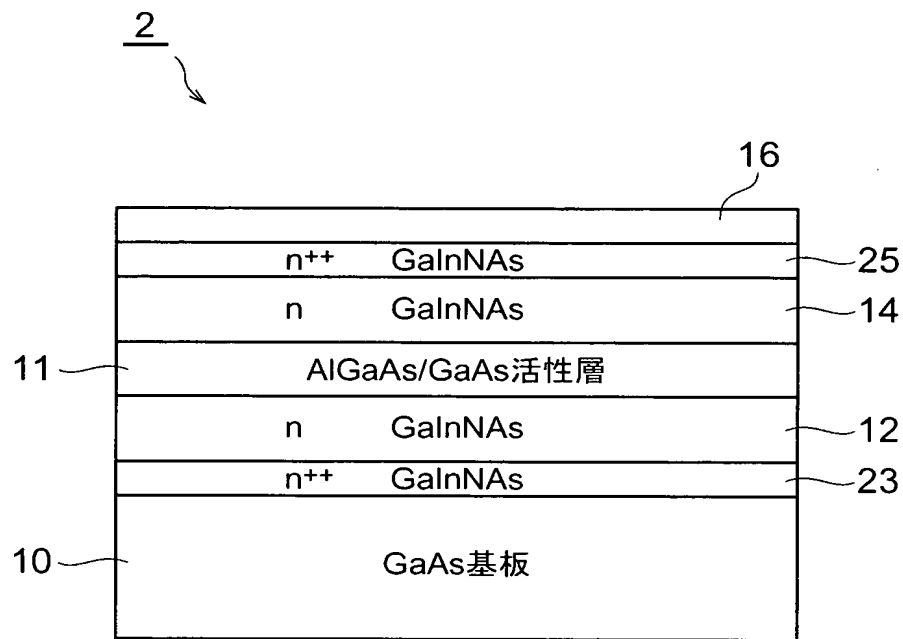 2
16
n++ GaInNAs 25
n GaInNAs 14
11 AlGaAs/GaAs活性層
n GaInNAs 12
n++ GaInNAs 23
10 GaAs基板